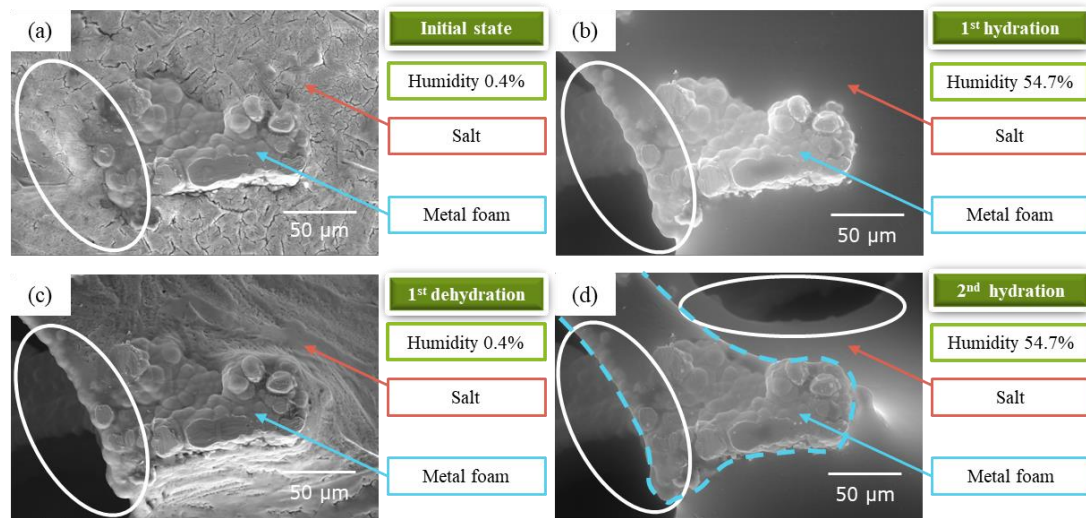 (a)
Initial state
Humidity 0.4%
Salt
Metal foam
50 μm
(b)
1st hydration
Humidity 54.7%
Salt
Metal foam
50 μm
(c)
1st dehydration
Humidity 0.4%
Salt
Metal foam
50 μm
(d)
2nd hydration
Humidity 54.7%
Salt
Metal foam
50 μm